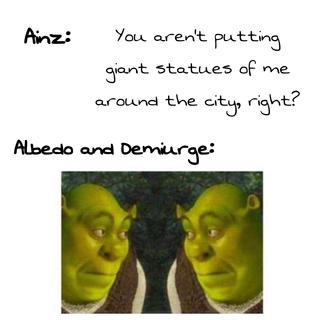 Ainz: You aren't putting
giant statues of me
around the city, right?
Albedo and Demiurge: